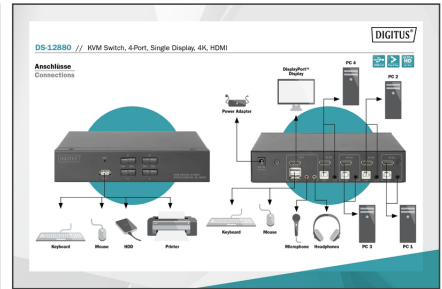 DIGITUS®
DS-12880 // KVM Switch, 4-Port, Single Display, 4K, HDMI
Anschlüsse
Connections
DisplayPort™
Display
PC 4
PC 2
Power Adapter
DIGITUS
Keyboard
Mouse
HDD
Printer
Keyboard
Mouse
Microphone
Headphones
PC 3
PC 1